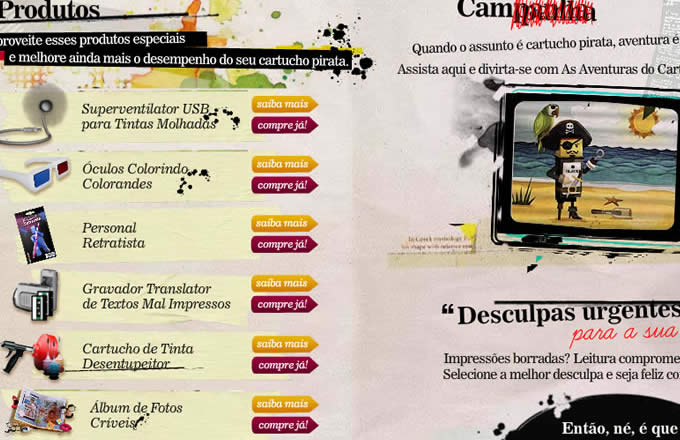 Produtos
proveite esses produtos especiais
e melhore ainda mais o desempenho do seu cartucho pirata.
Superventilator USB
para Tintas Molhadas
saiba mais
compre já!
Óculos Colorindo
Colorandes
saiba mais
compre já!
Personal
Retratista
saiba mais
compre já!
Gravador Translator
de Textos Mal Impressos
saiba mais
compre já!
Cartucho de Tinta
Desentupeitor
saiba mais
compre já!
Álbum de Fotos
Críveis
saiba mais
compre já!
Campanha
Quando o assunto é cartucho pirata, aventura é
Assista aqui e divirta-se com As Aventuras do Cart
“Desculpas urgentes
para a sua
Impressões borradas? Leitura comprome
Selecione a melhor desculpa e seja feliz co
Então, né, é que